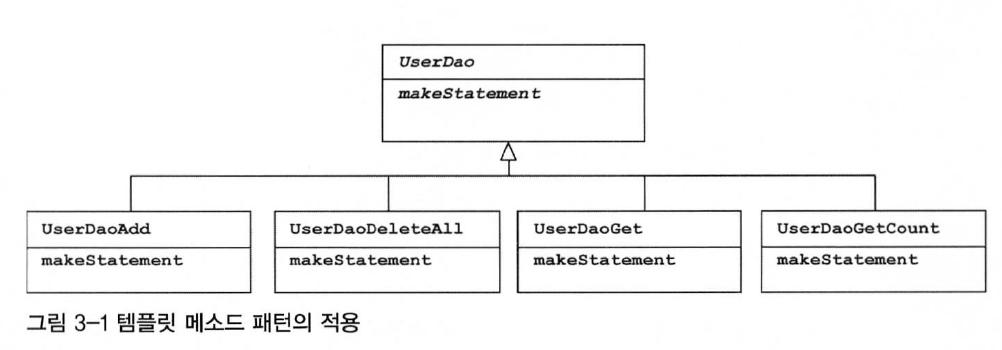 UserDao
makeStatement
UserDaoAdd
makeStatement
UserDaoDeleteAll
makeStatement
UserDaoGet
makeStatement
UserDaoGetCount
makeStatement
그림 3-1 템플릿 메소드 패턴의 적용